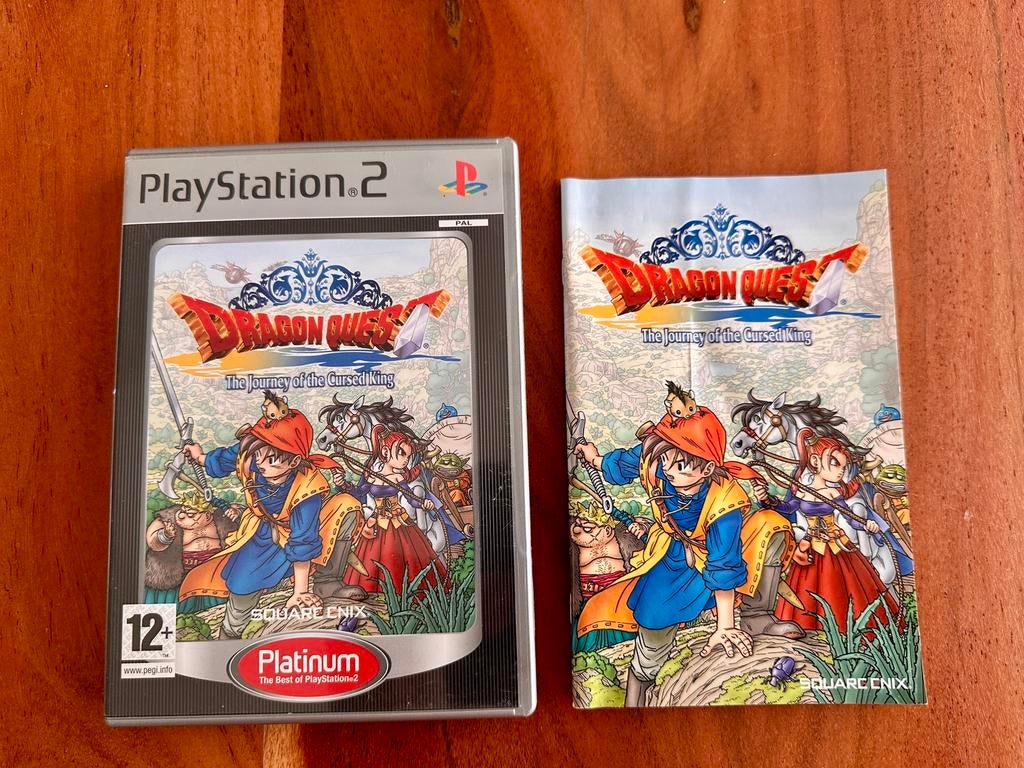 PlayStation®2
PAL
DRAGON QUEST®
The Journey of the Cursed King
SQUARE ENIX®
12+
www.pegi.info
Platinum
The Best of PlayStation®2
DRAGON QUEST®
The Journey of the Cursed King
SQUARE ENIX®